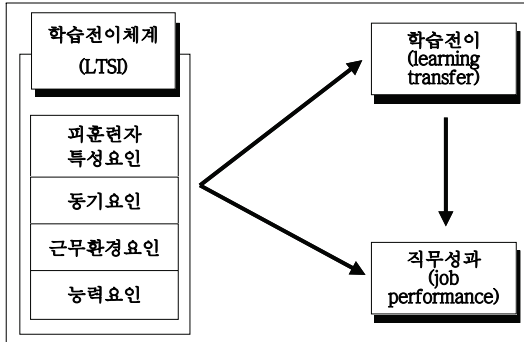 학습전이체계
(LTSI)
피훈련자
특성요인
동기요인
근무환경요인
능력요인
학습전이
(learning
transfer)
직무성과
(job
performance)